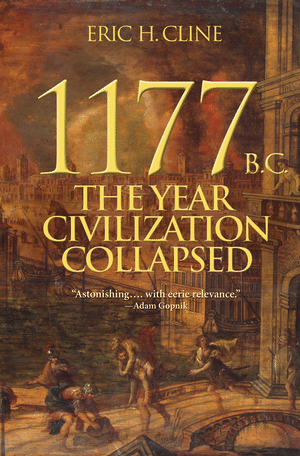 ERIC H. CLINE
1177 B.C.
THE YEAR
CIVILIZATION
COLLAPSED
“Astonishing…. with eerie relevance.”
—Adam Gopnik